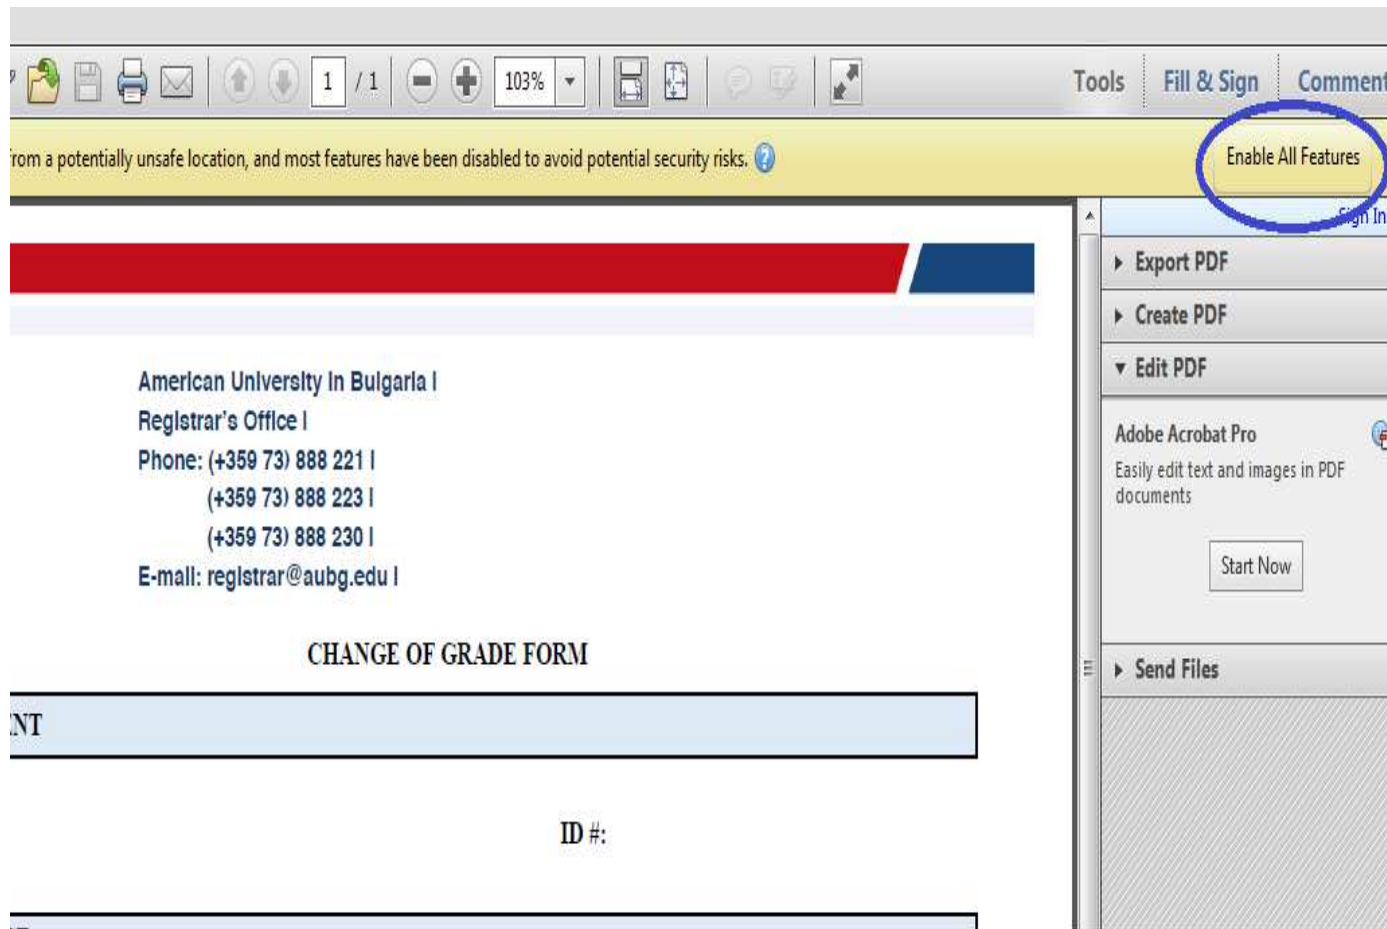 1 / 1 103% Tools Fill & Sign Comment
rom a potentially unsafe location, and most features have been disabled to avoid potential security risks. Enable All Features
Sign In
Export PDF
Create PDF
Edit PDF
Adobe Acrobat Pro
Easily edit text and images in PDF
documents
Start Now
Send Files
American University in Bulgaria |
Registrar's Office |
Phone: (+359 73) 888 221 |
(+359 73) 888 223 |
(+359 73) 888 230 |
E-mail: registrar@aubg.edu |
CHANGE OF GRADE FORM
NT
ID #: